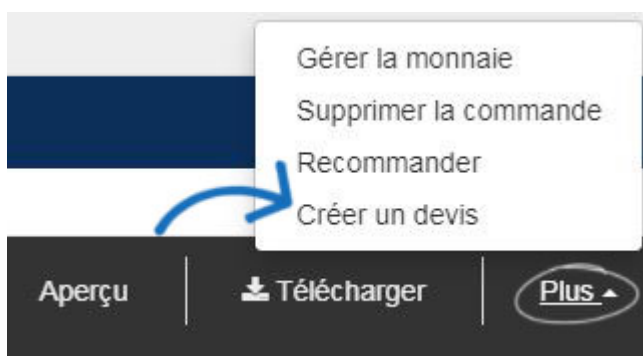 Gérer la monnaie
Supprimer la commande
Recommander
Créer un devis
Aperçu
Télécharger
Plus